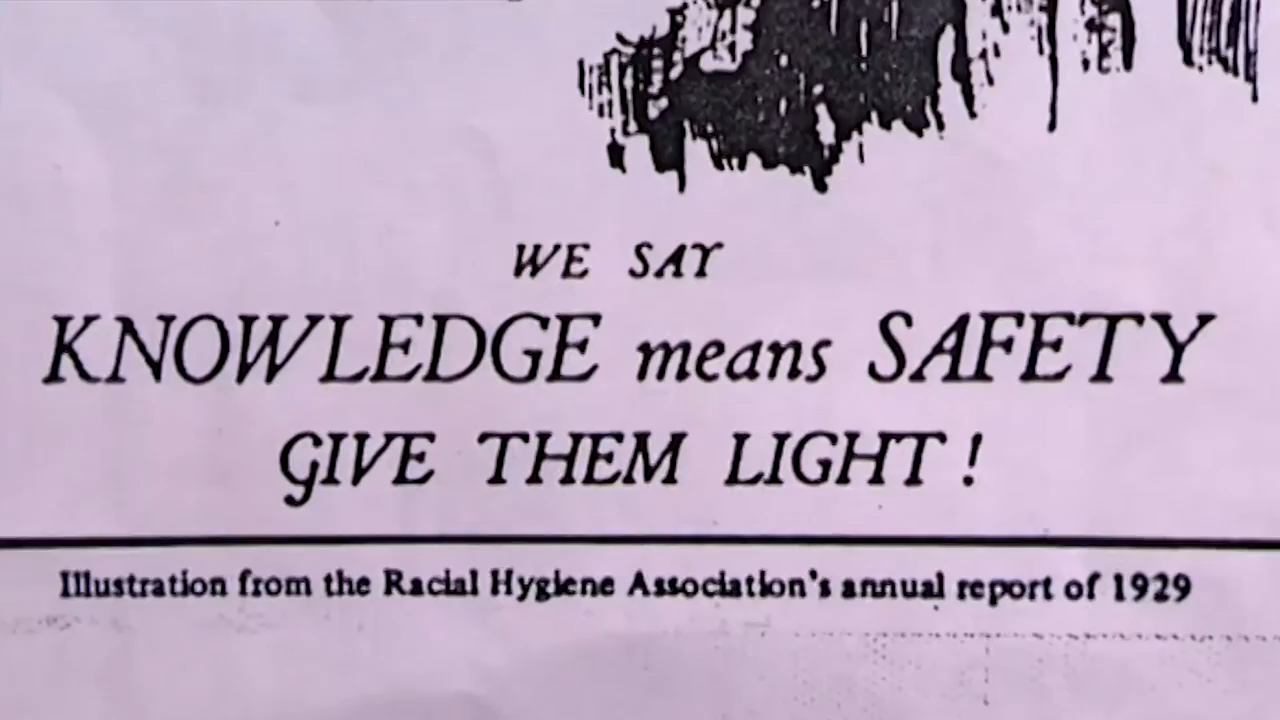 WE SAY
KNOWLEDGE means SAFETY
GIVE THEM LIGHT!
Illustration from the Racial Hygiene Association's annual report of 1929